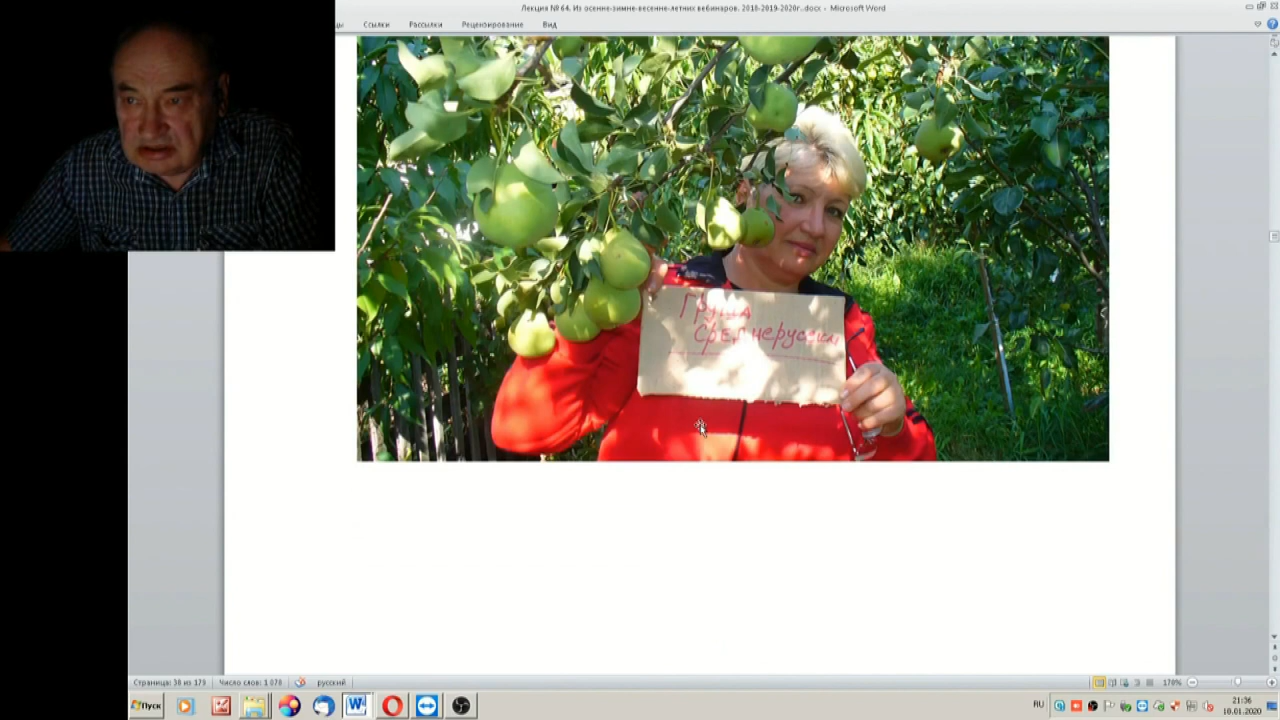 Лекция № 64. Из осенне-зимне-весенне-летних вебинаров. 2018-2019-2020г..docx - Microsoft Word
Ссылки Рассылки Рецензирование Вид
Груша
Среднерусская
Страница: 38 из 179 Число слов: 1 078 русский 170%
Пуск RU 21:36
10.01.2020